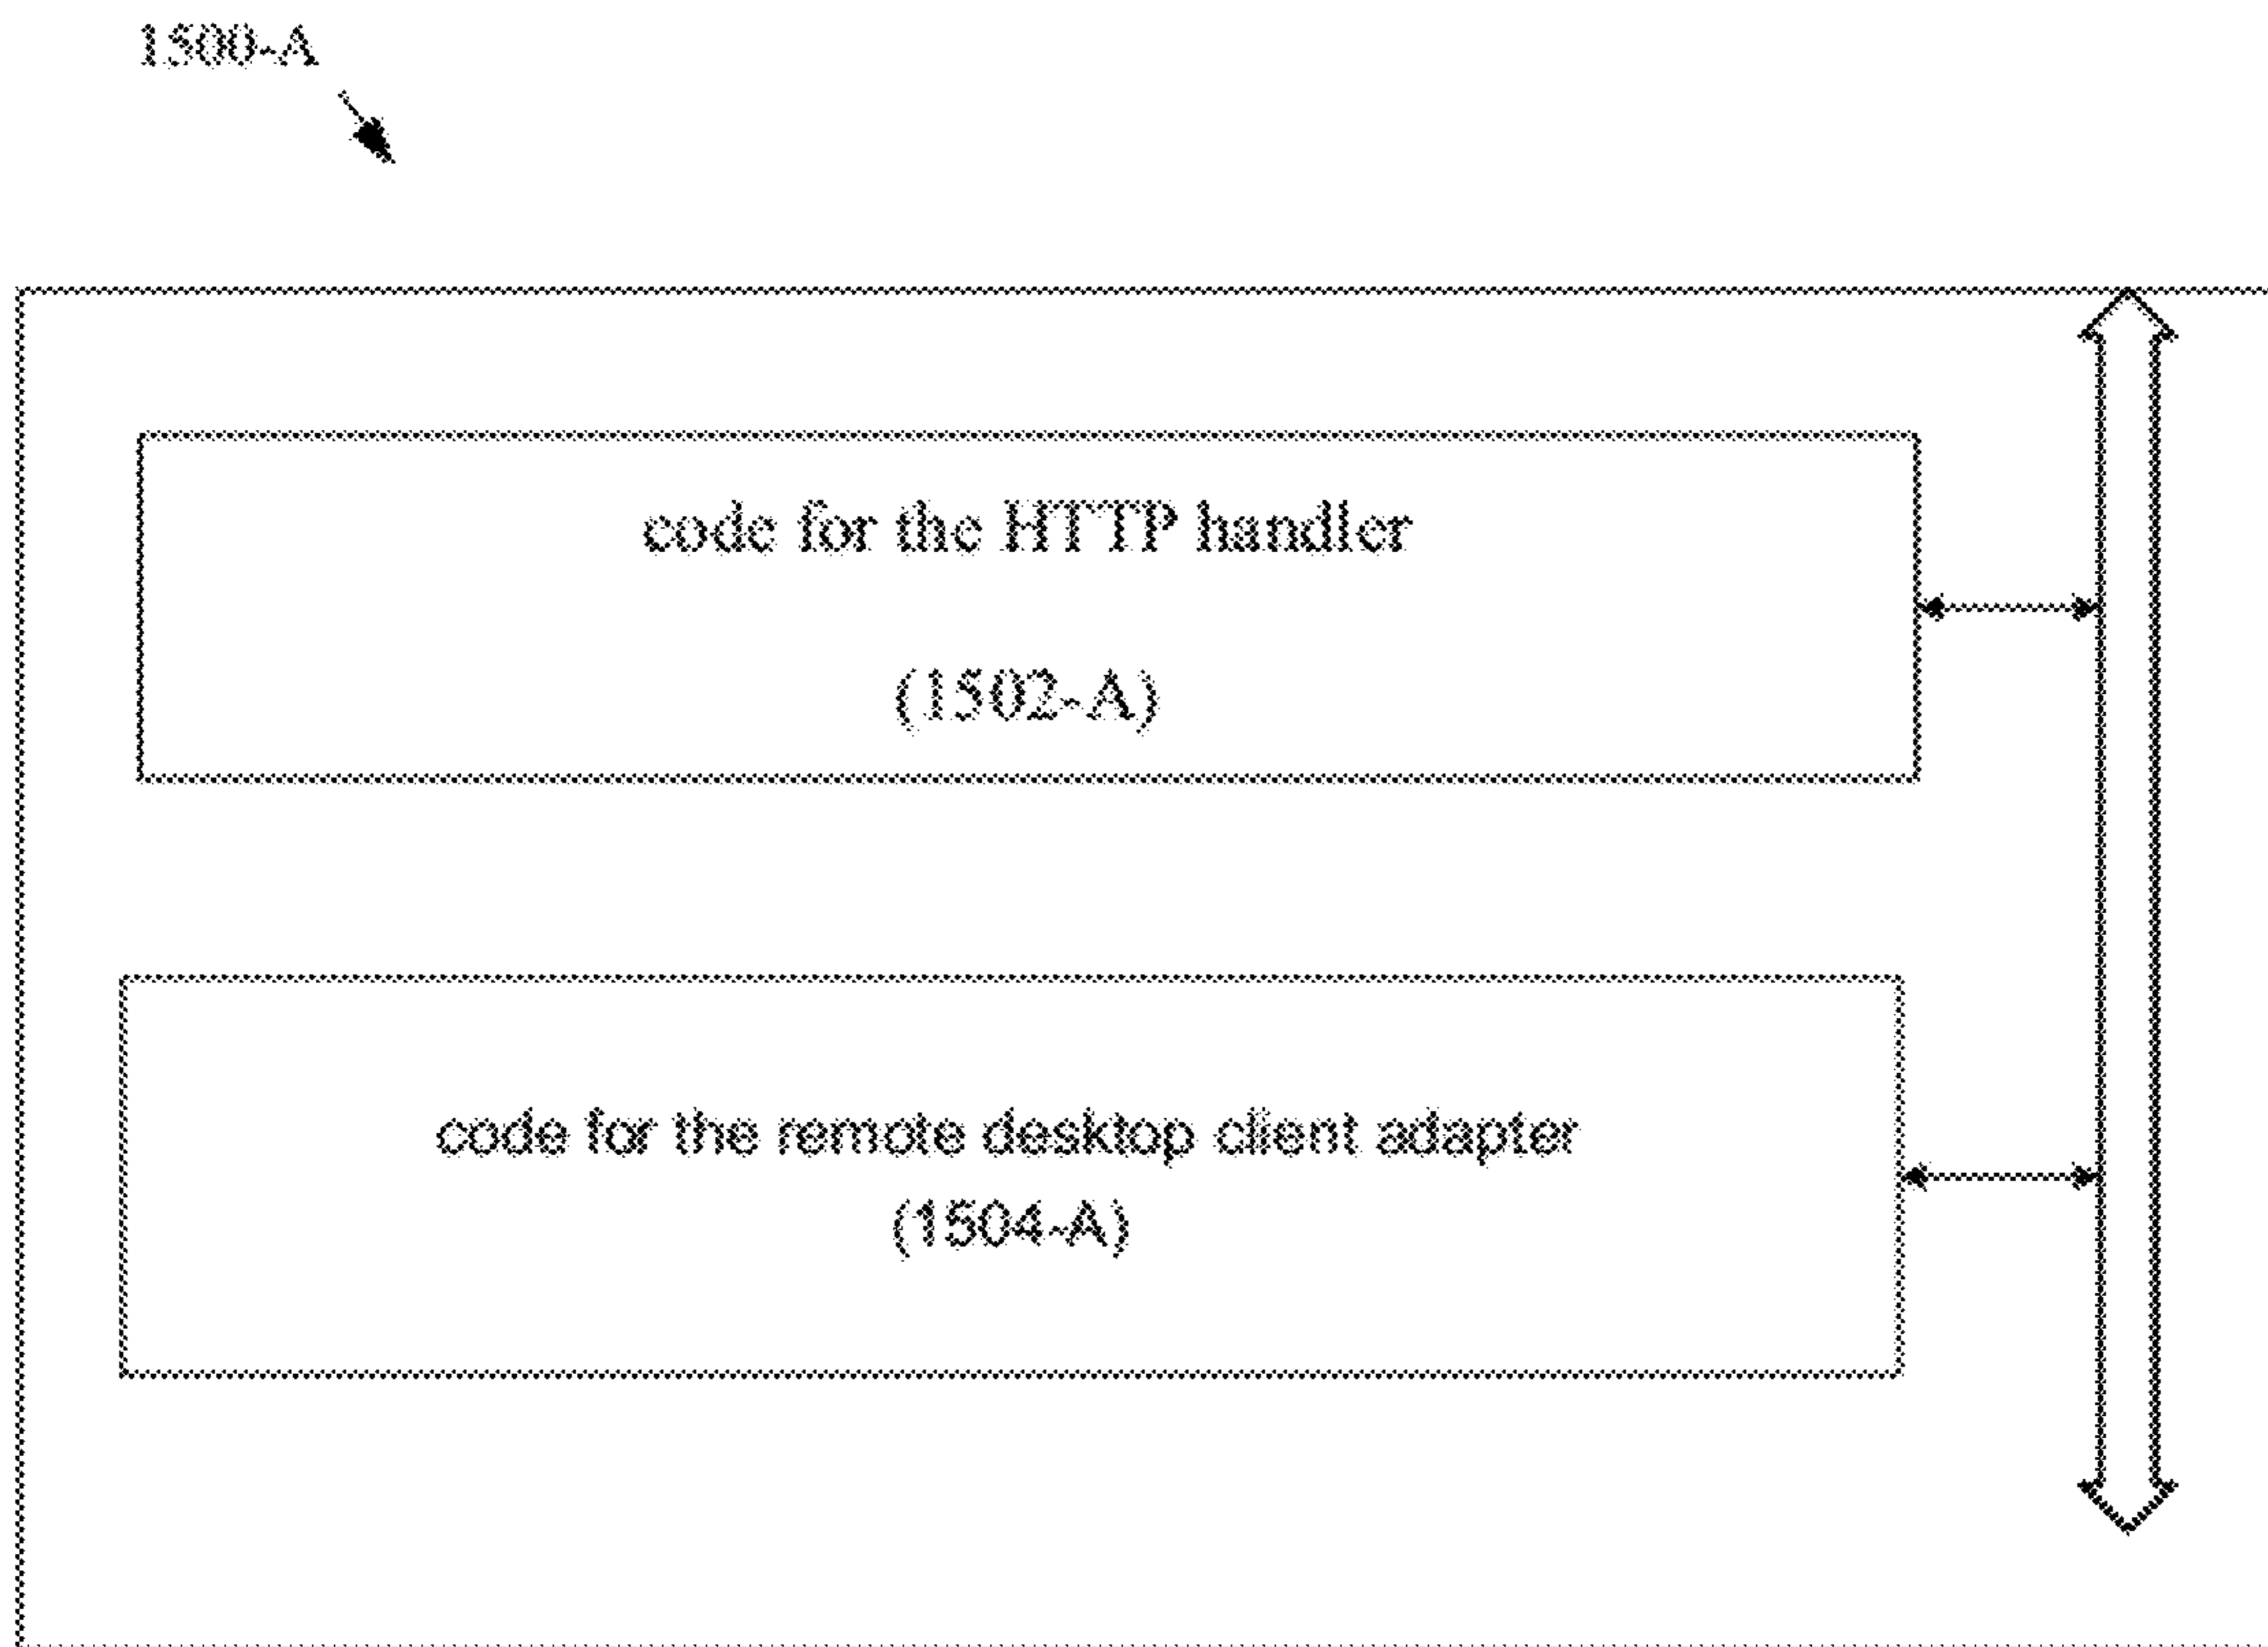 1500-A
code for the HTTP handler
(1502-A)
code for the remote desktop client adapter
(1504-A)